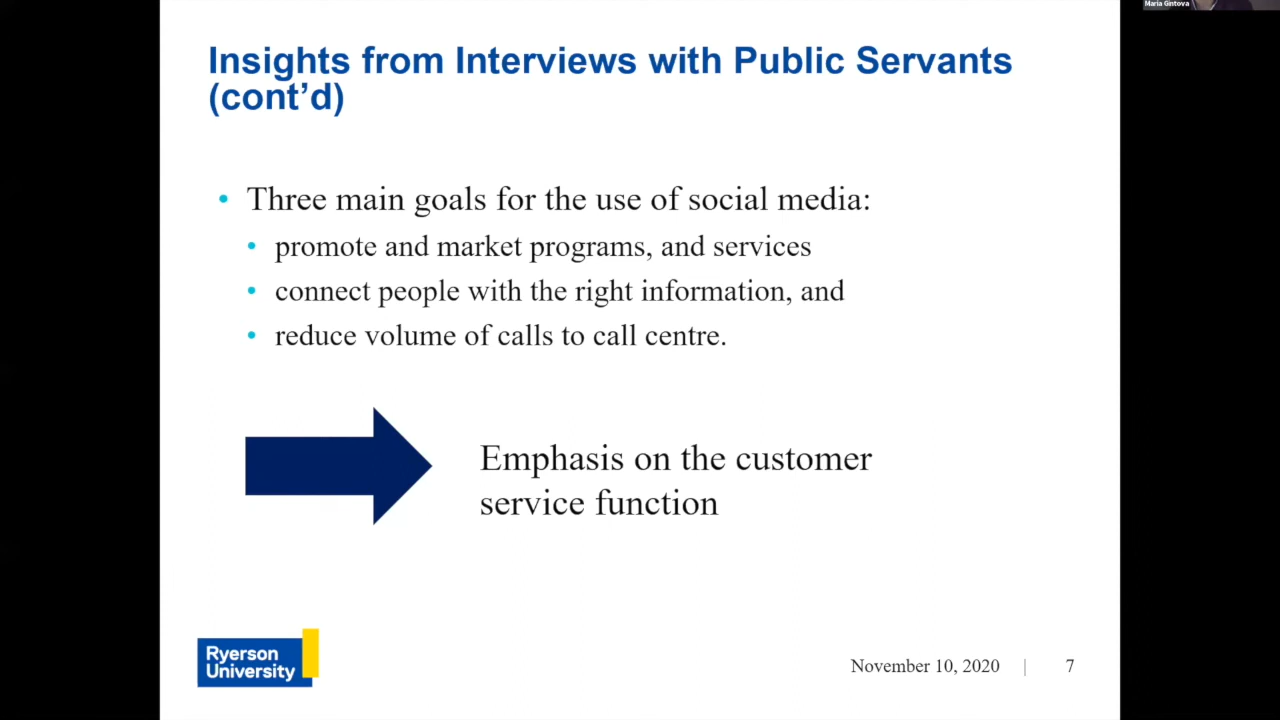 Maria Gintova
Insights from Interviews with Public Servants
(cont’d)
• Three main goals for the use of social media:
• promote and market programs, and services
• connect people with the right information, and
• reduce volume of calls to call centre.
Emphasis on the customer
service function
Ryerson
University
November 10, 2020 | 7